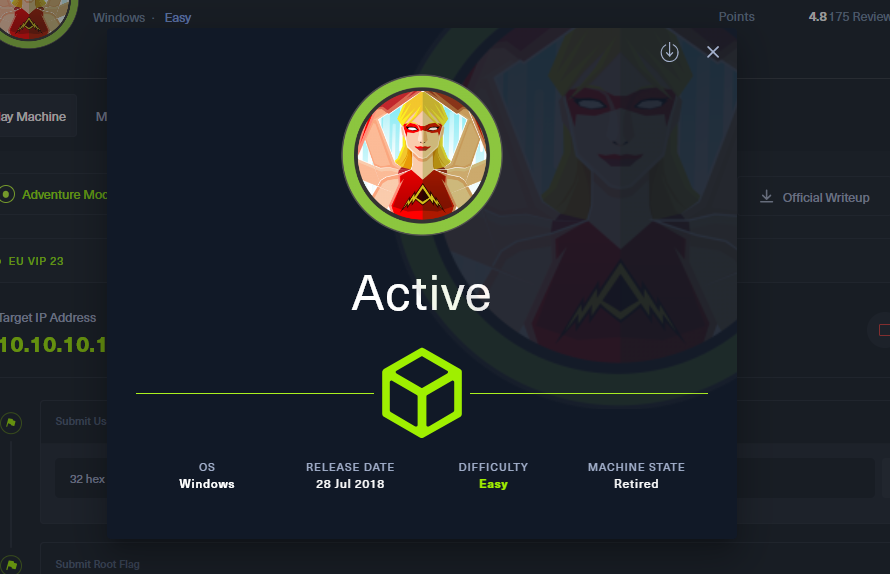 Windows · Easy
Points
4.8 175 Review
lay Machine
M
Adventure Mod
Official Writeup
EU VIP 23
Target IP Address
10.10.10.1
Active
Submit Us
32 hex
OS
Windows
RELEASE DATE
28 Jul 2018
DIFFICULTY
Easy
MACHINE STATE
Retired
Submit Root Flag